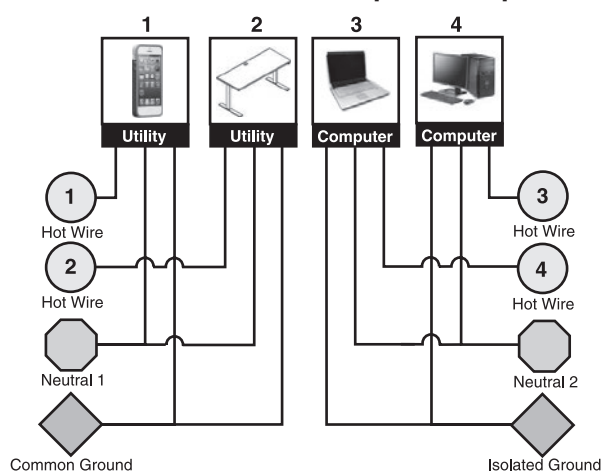 1 2 3 4
Utility Utility Computer Computer
1 3
Hot Wire Hot Wire
2 4
Hot Wire Hot Wire
Neutral 1 Neutral 2
Common Ground Isolated Ground